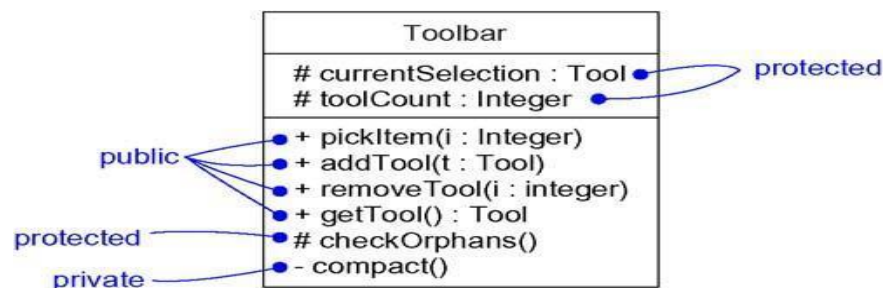 Toolbar
# currentSelection : Tool
# toolCount : Integer
protected
+ pickItem(i : Integer)
+ addTool(t : Tool)
+ removeTool(i : integer)
+ getTool() : Tool
# checkOrphans()
- compact()
public
protected
private